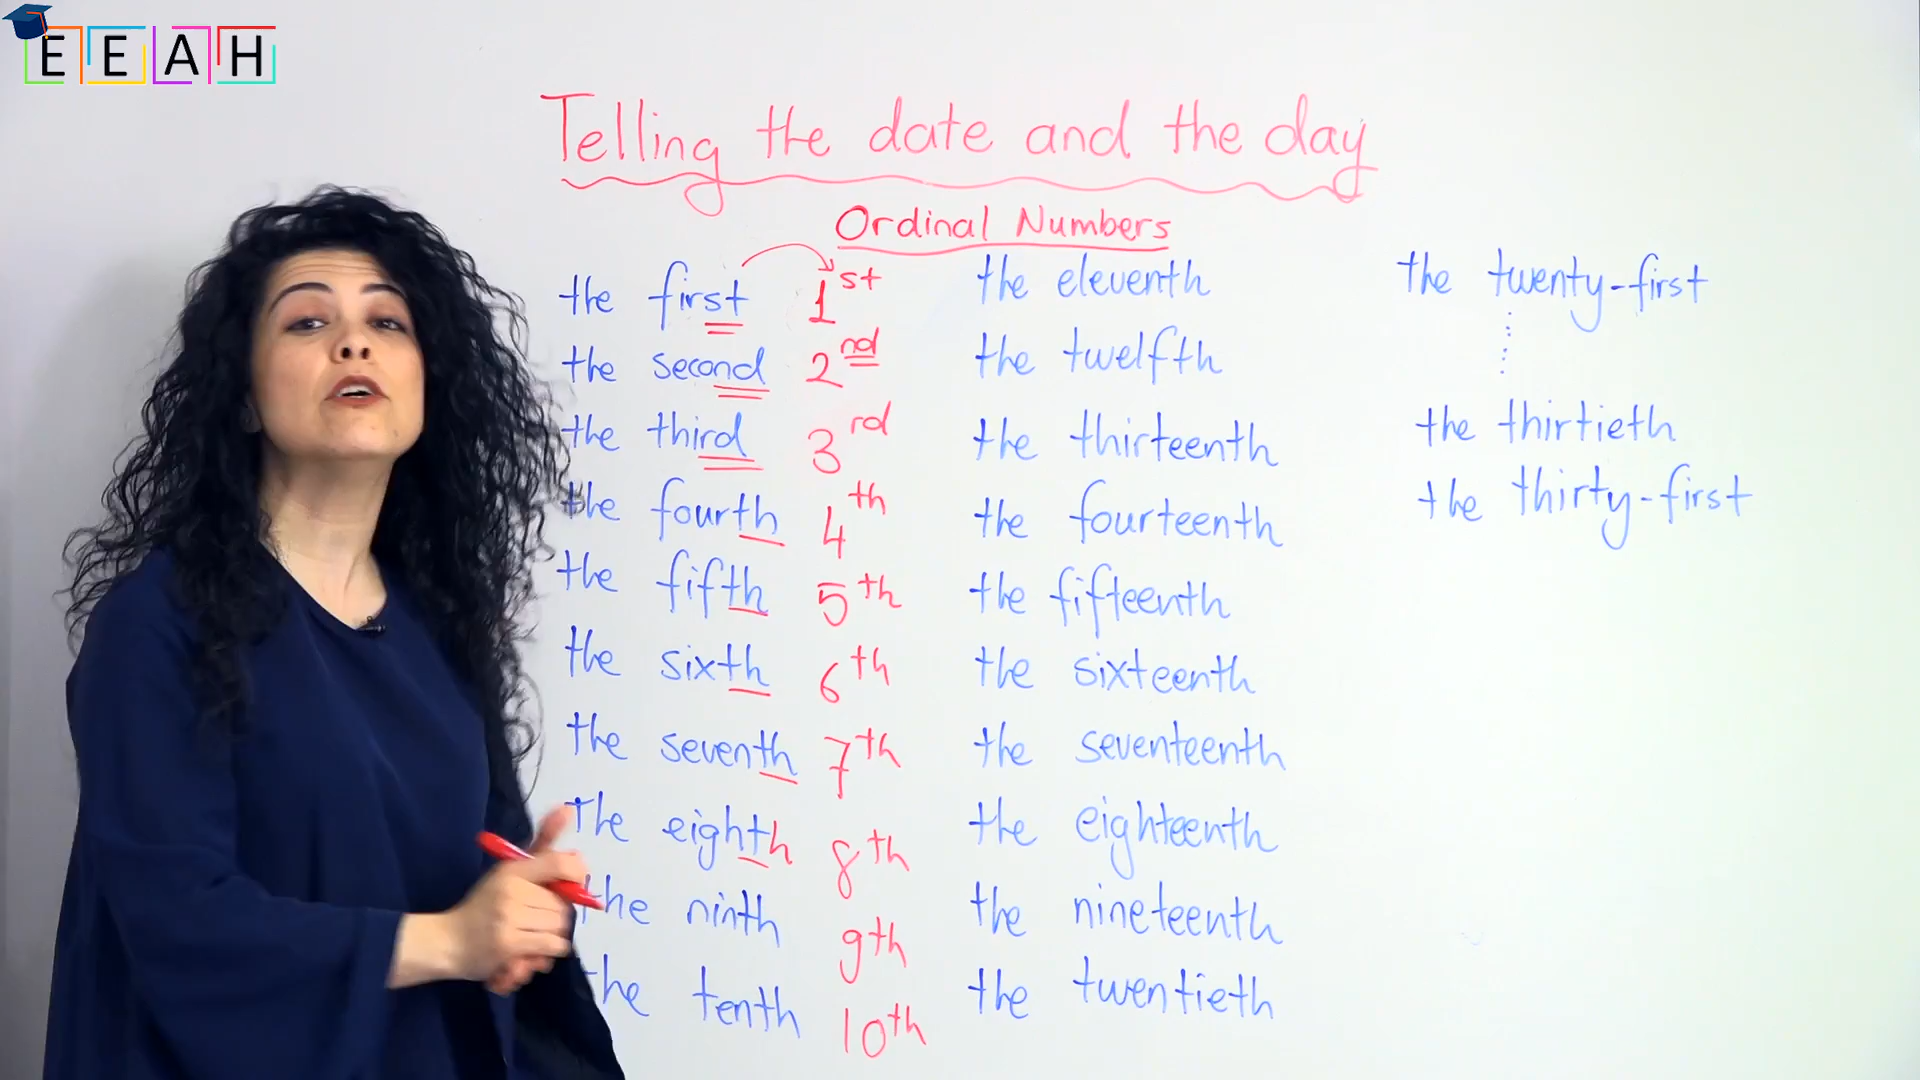 EEAH
Telling the date and the day
Ordinal Numbers
the first 1st
the second 2nd
the third 3rd
the fourth 4th
the fifth 5th
the sixth 6th
the seventh 7th
the eighth 8th
the ninth 9th
the tenth 10th
the eleventh
the twelfth
the thirteenth
the fourteenth
the fifteenth
the sixteenth
the seventeenth
the eighteenth
the nineteenth
the twentieth
the twenty-first
the thirtieth
the thirty-first